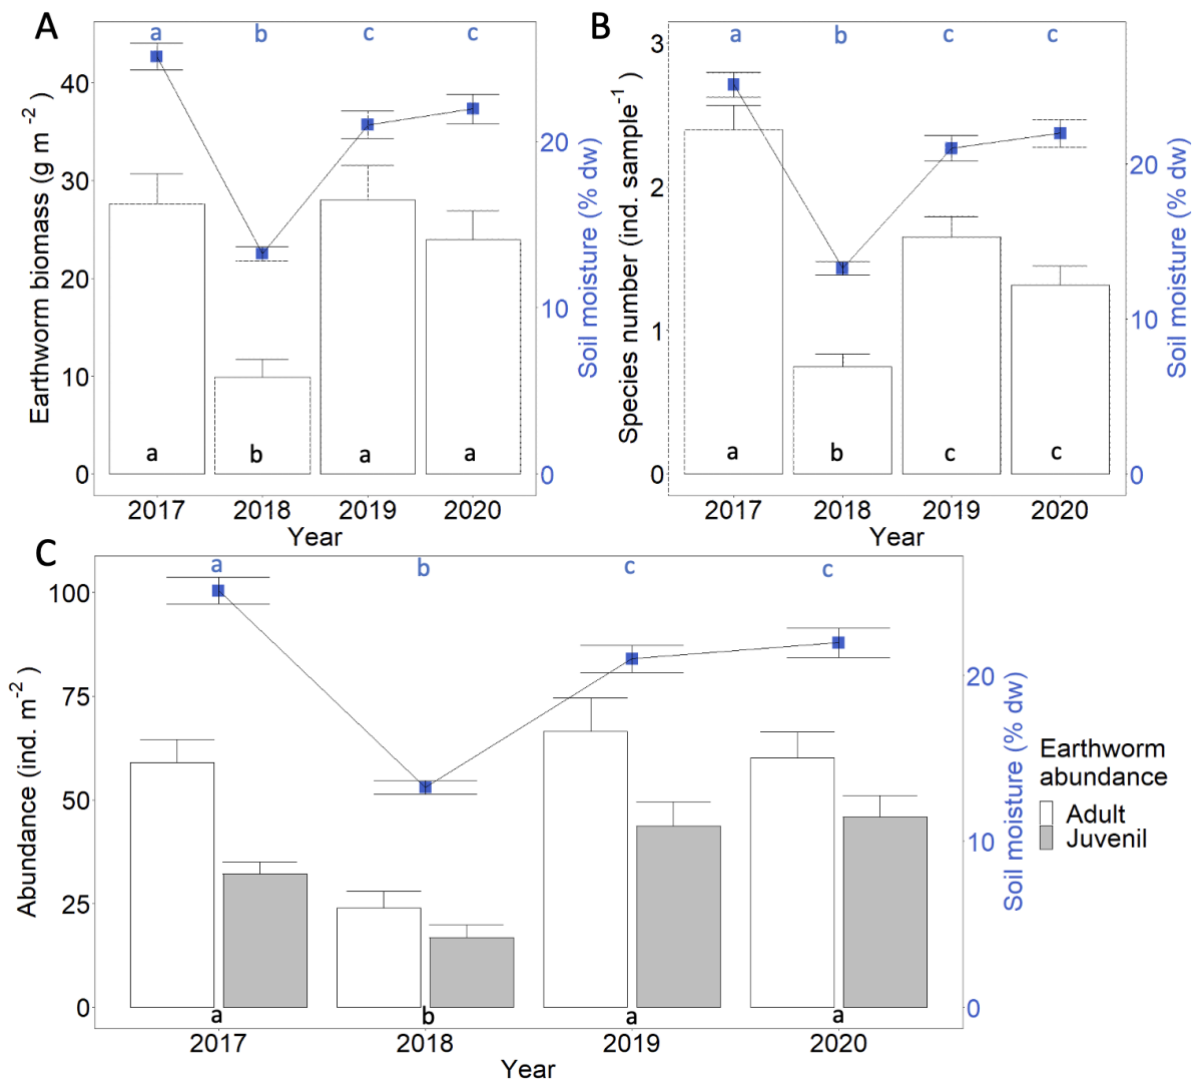 A
a b c c
Earthworm biomass (g m -2 )
40
30
20
10
0
a b a a
2017 2018 2019 2020
Year
20
10
0
Soil moisture (% dw)
B
a b c c
Species number (ind. sample-1 )
3
2
1
0
a b c c
2017 2018 2019 2020
Year
20
10
0
Soil moisture (% dw)
C
a b c c
Abundance (ind. m-2 )
100
75
50
25
0
a b a a
2017 2018 2019 2020
Year
20
10
0
Soil moisture (% dw)
Earthworm
abundance
Adult
Juvenil